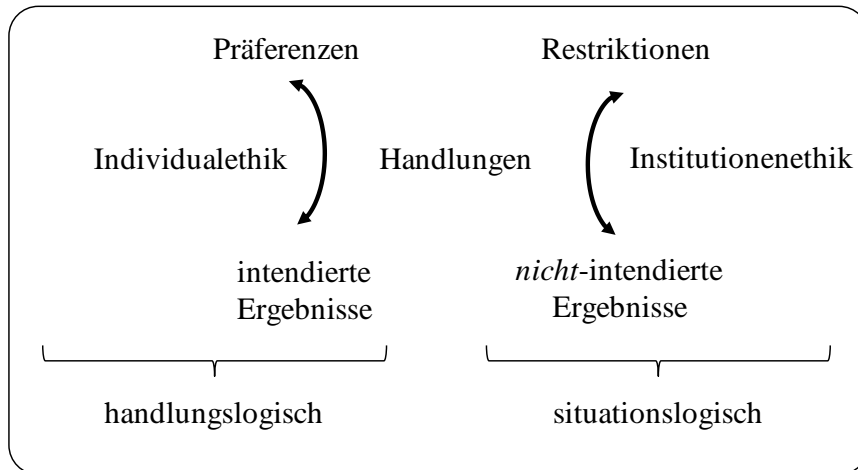 Präferenzen Restriktionen
Individualethik Handlungen Institutionenethik
intendierte nicht-intendierte
Ergebnisse Ergebnisse
handlungslogisch situationslogisch